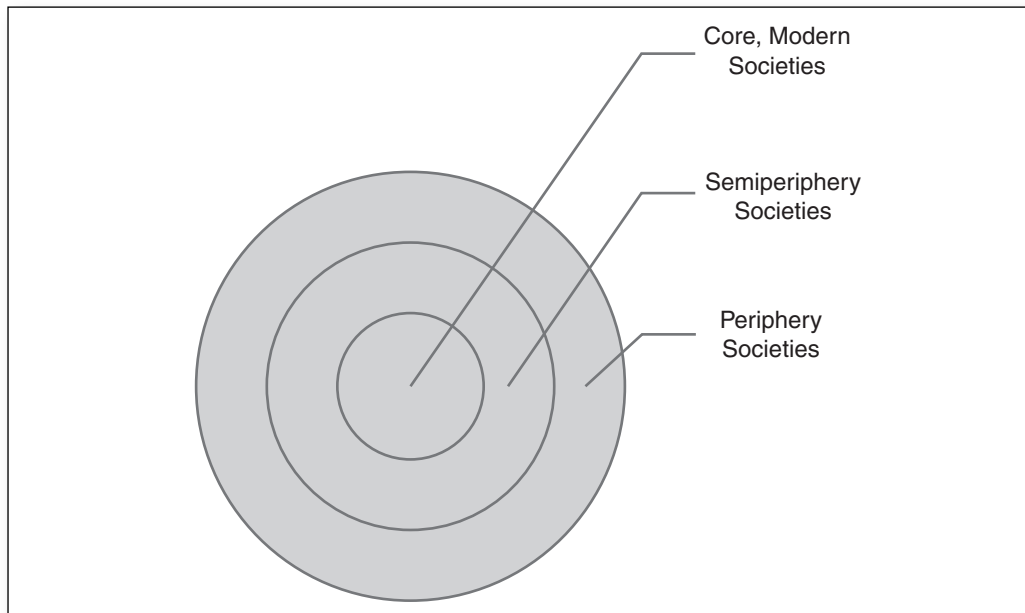 Core, Modern
Societies
Semiperiphery
Societies
Periphery
Societies